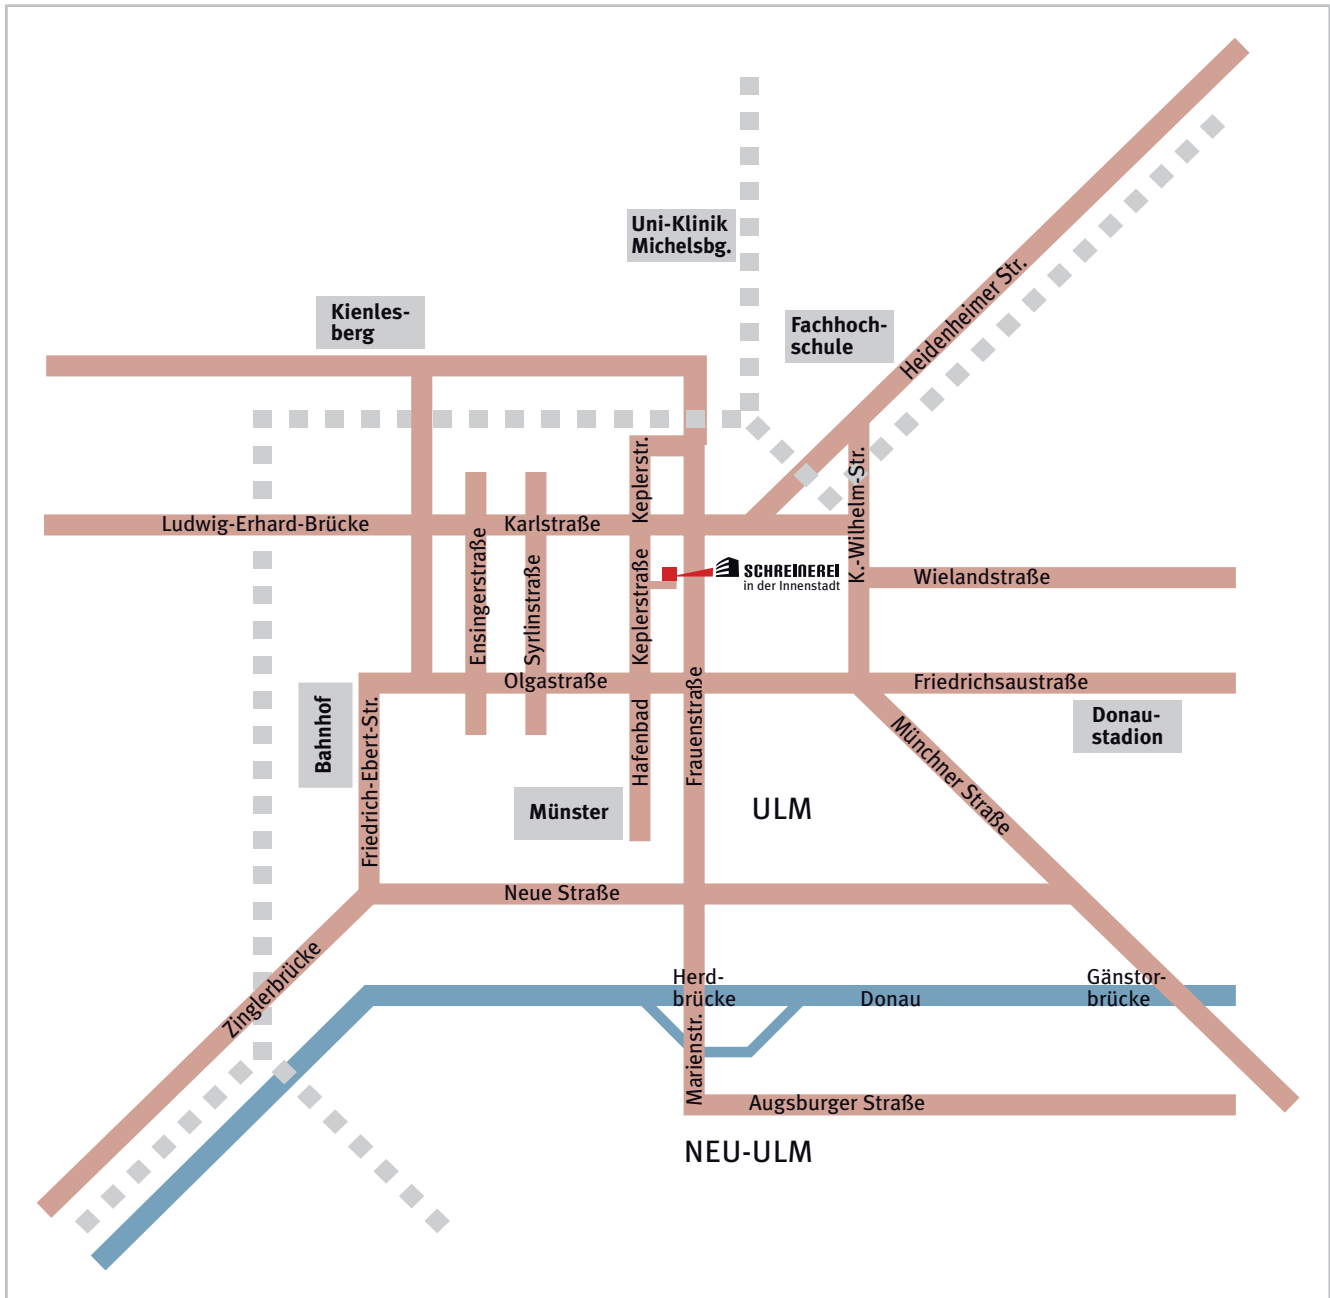 Uni-Klinik
Michelsbg.
Kienles-
berg
Fachhoch-
schule
Heidenheimer Str.
Keplerstr.
K.-Wilhelm-Str.
Ludwig-Erhard-Brücke
Karlstraße
Ensingerstraße
Syrlinstraße
Keplerstraße
SCHREINEREI
in der Innenstadt
Wielandstraße
Olgastraße
Friedrichsaustraße
Bahnhof
Friedrich-Ebert-Str.
Hafenbad
Frauenstraße
Münchner Straße
Donau-
stadion
Münster
ULM
Neue Straße
Zinglerbrücke
Herd-
brücke
Donau
Gänstor-
brücke
Marienstr.
Augsburger Straße
NEU-ULM